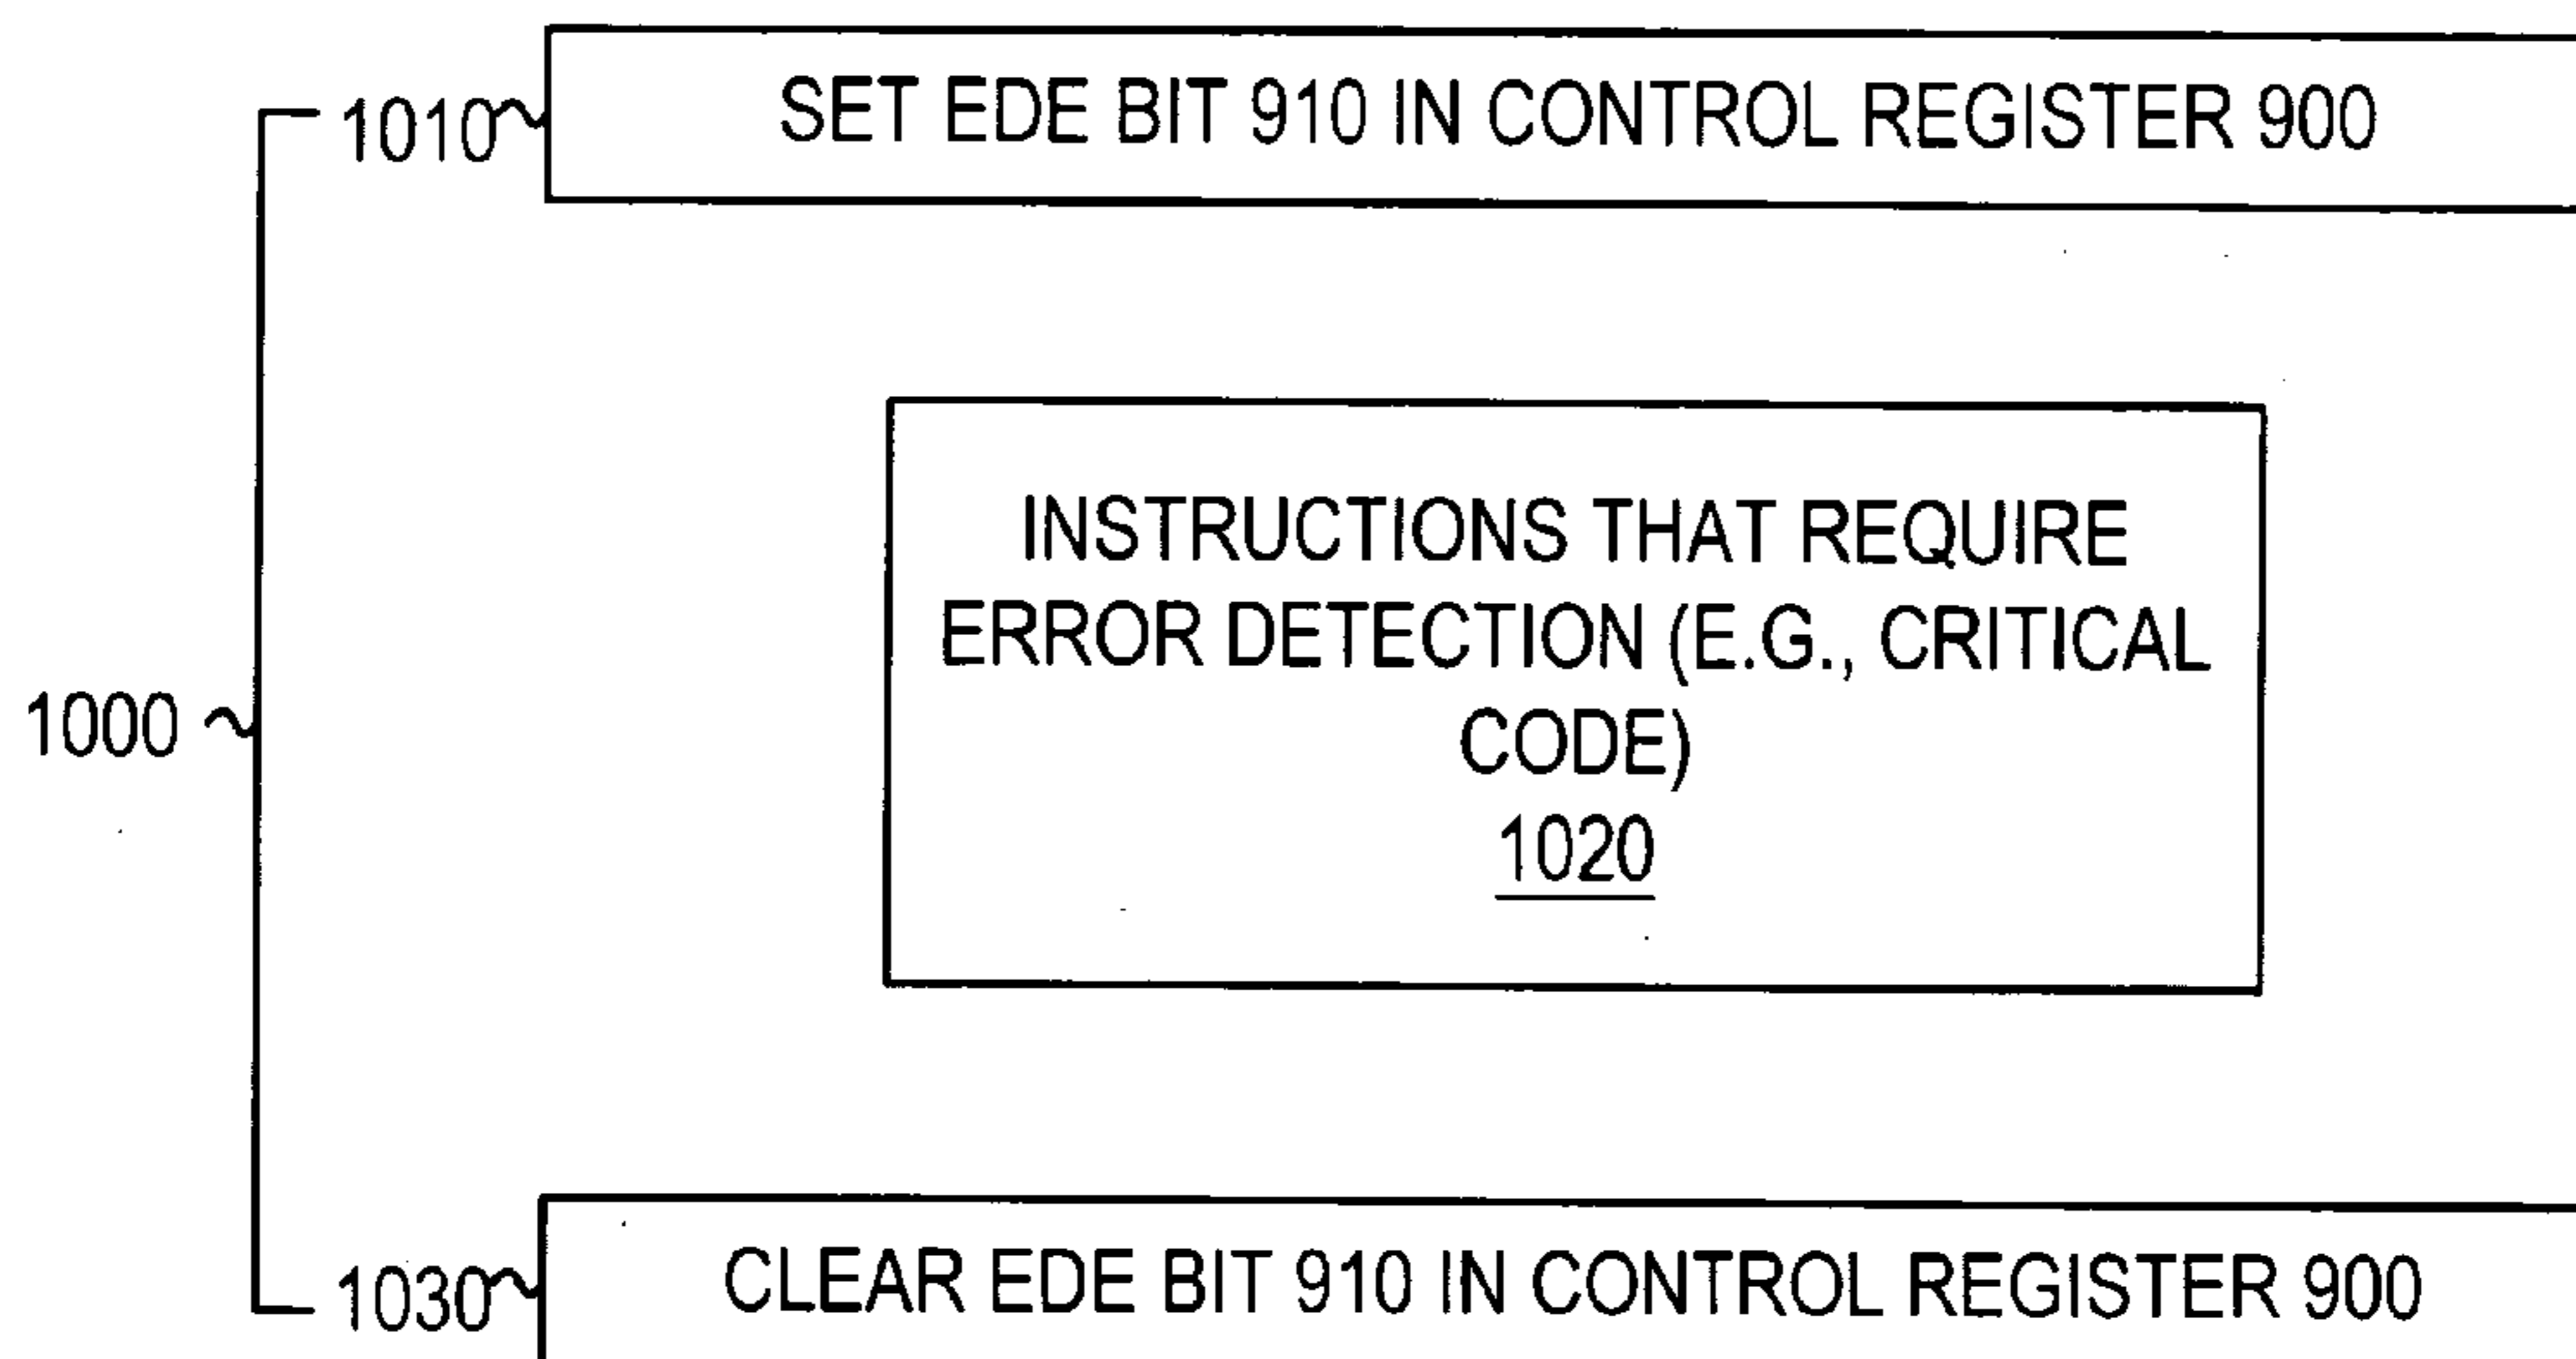 1010 SET EDE BIT 910 IN CONTROL REGISTER 900
INSTRUCTIONS THAT REQUIRE
ERROR DETECTION (E.G., CRITICAL
1000
CODE)
1020
1030 CLEAR EDE BIT 910 IN CONTROL REGISTER 900